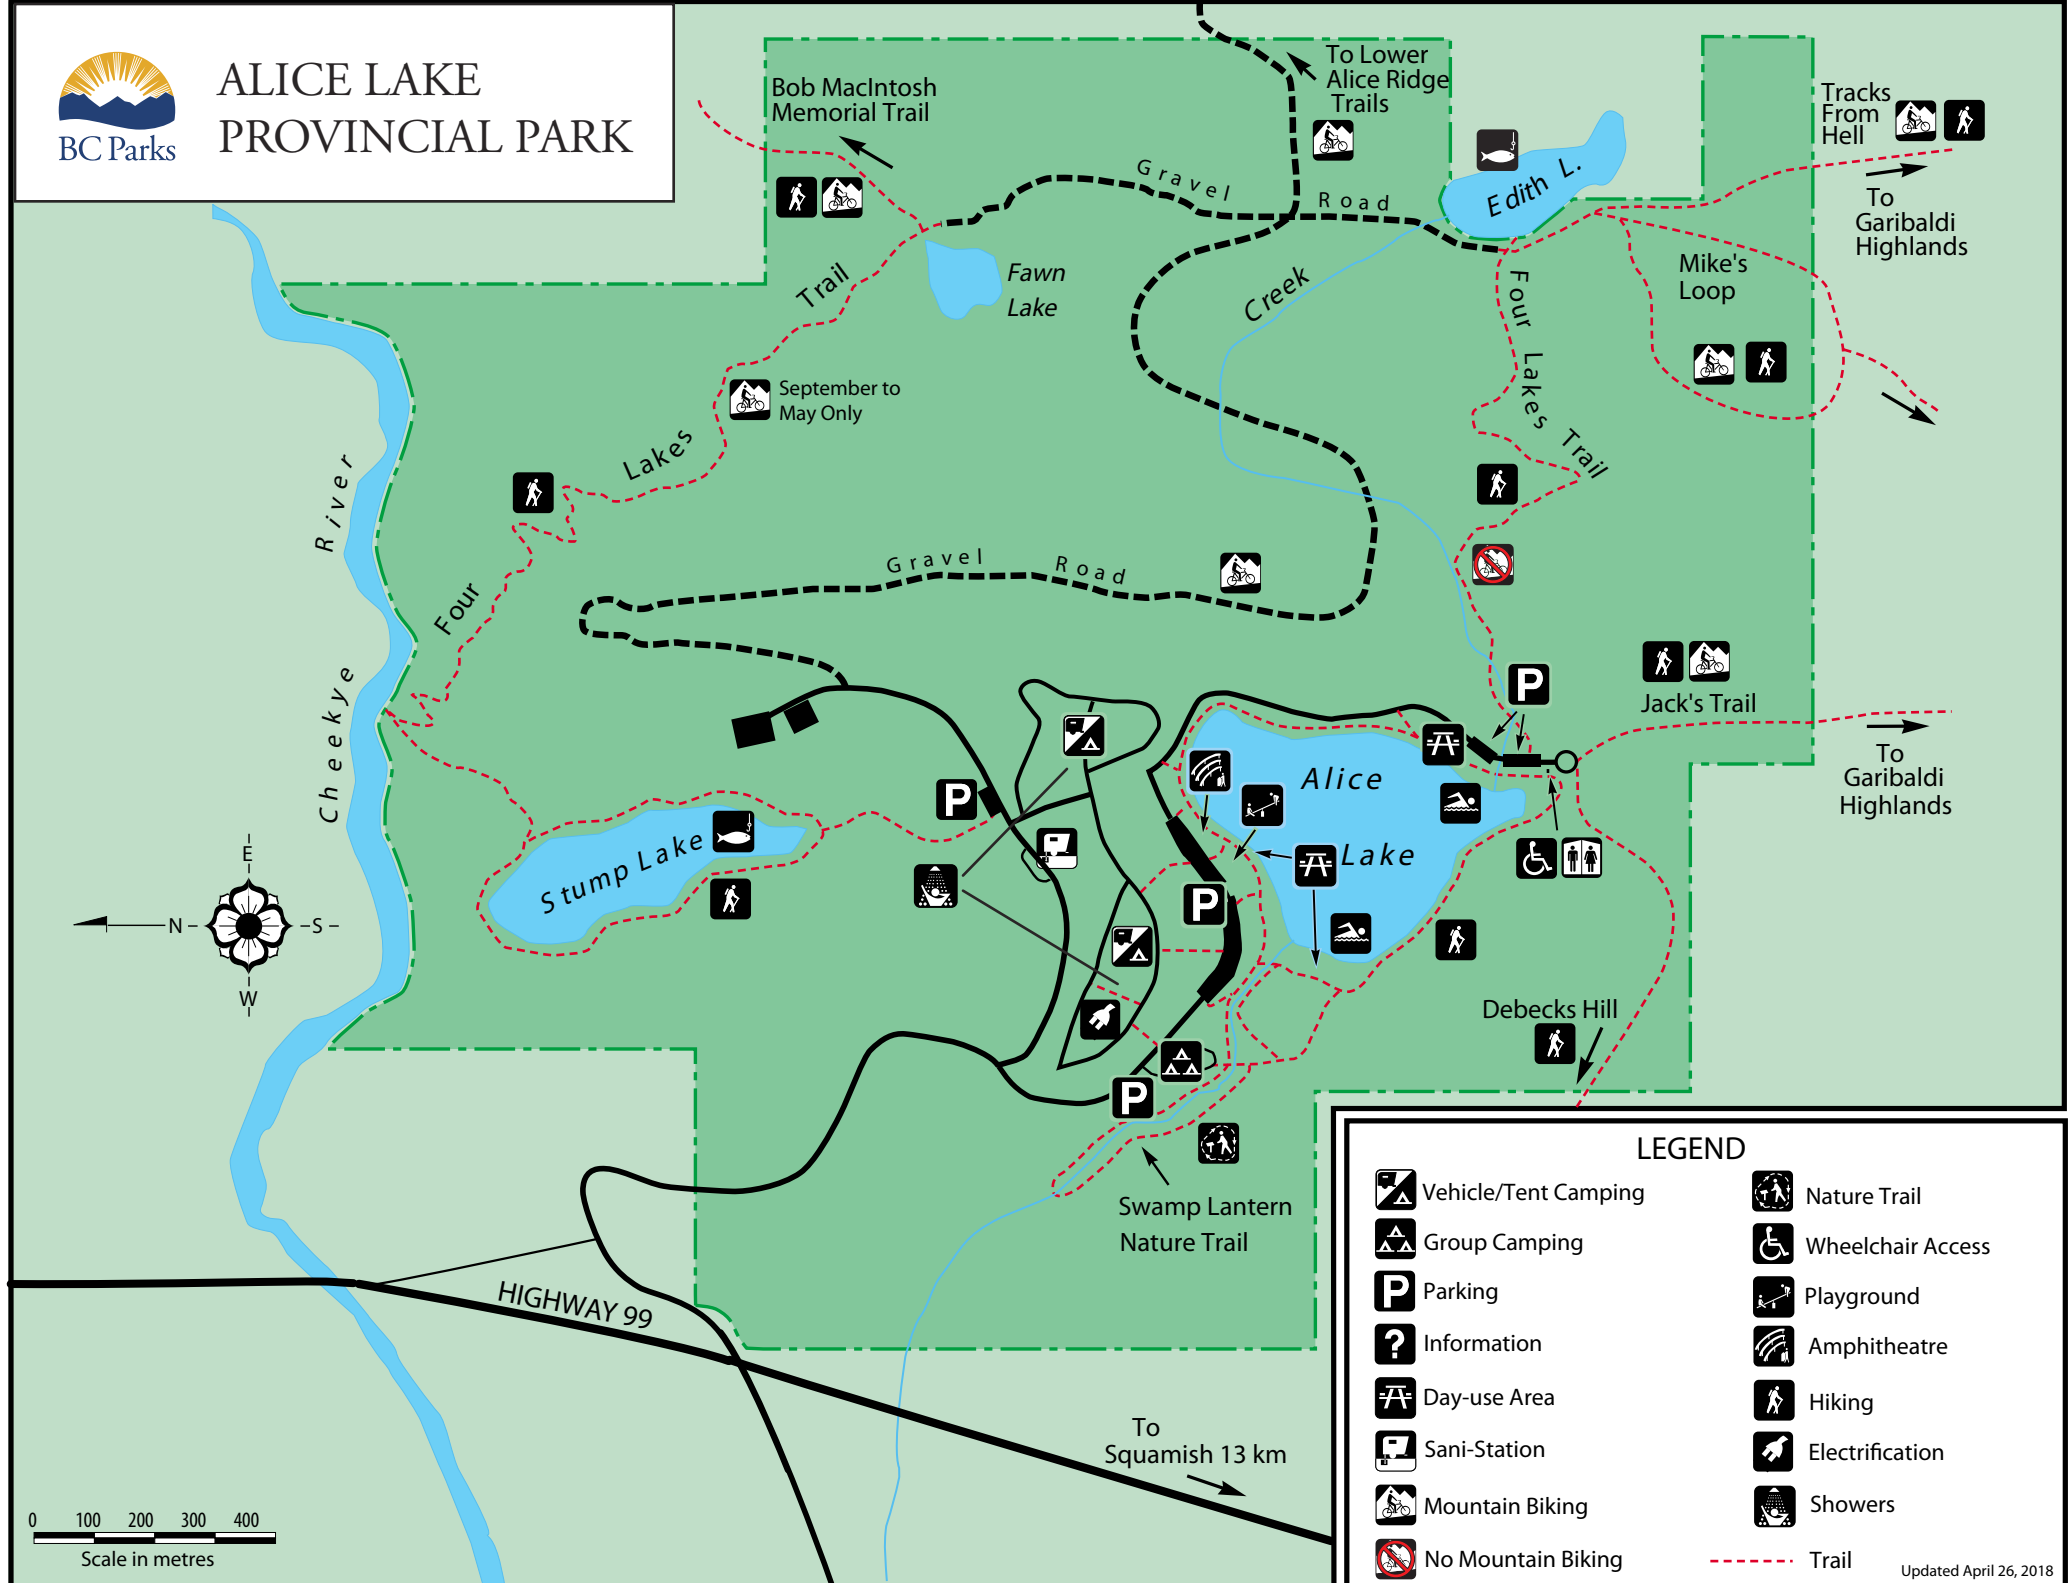 BC Parks
ALICE LAKE
PROVINCIAL PARK
Bob MacIntosh
Memorial Trail
To Lower
Alice Ridge
Trails
Tracks
From
Hell
To
Garibaldi
Highlands
Gravel Road
Edith L.
Mike's
Loop
Fawn
Lake
Creek
Four Lakes Trail
September to
May Only
Four Lakes Trail
Cheekye River
Gravel Road
P
Jack's Trail
To
Garibaldi
Highlands
Alice
Lake
P
Stump Lake
P
E
N
S
W
Debecks Hill
P
Swamp Lantern
Nature Trail
HIGHWAY 99
To
Squamish 13 km
0 100 200 300 400
Scale in metres
LEGEND
Vehicle/Tent Camping
Group Camping
P Parking
? Information
Day-use Area
Sani-Station
Mountain Biking
No Mountain Biking
Nature Trail
Wheelchair Access
Playground
Amphitheatre
Hiking
Electrification
Showers
Trail
Updated April 26, 2018